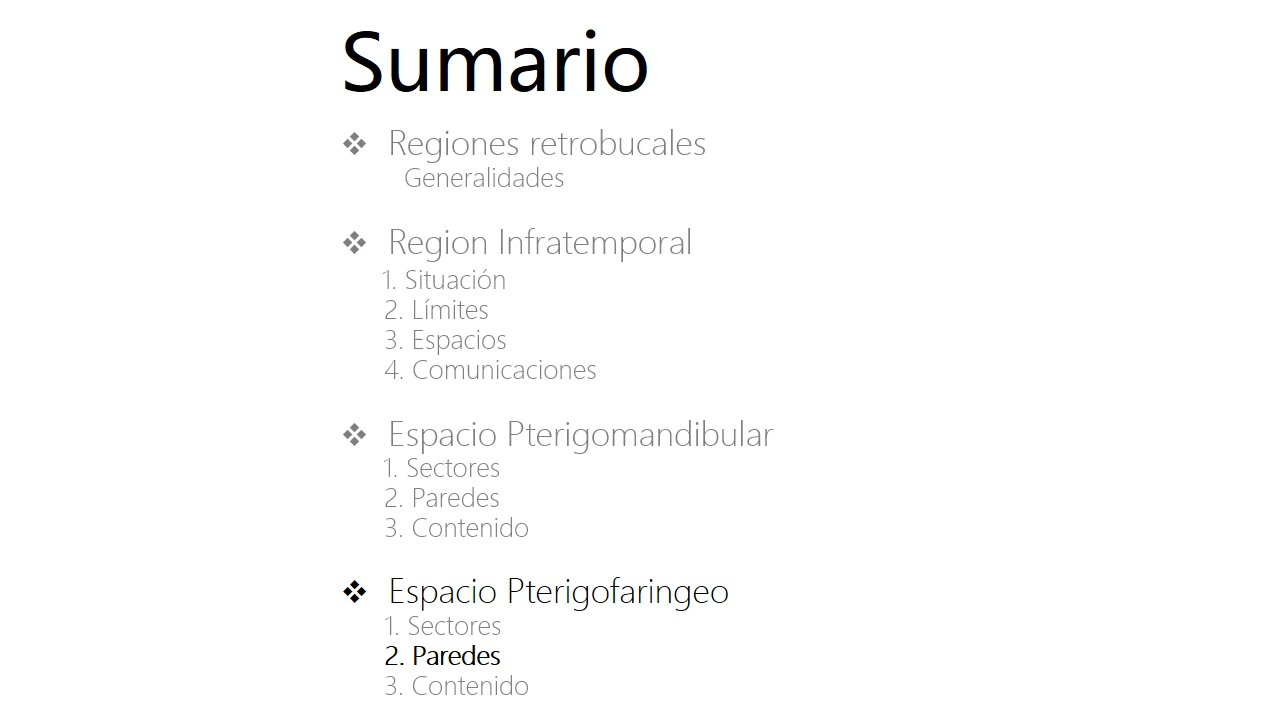 Sumario
❖ Regiones retrobucales
Generalidades
❖ Region Infratemporal
1. Situación
2. Límites
3. Espacios
4. Comunicaciones
❖ Espacio Pterigomandibular
1. Sectores
2. Paredes
3. Contenido
❖ Espacio Pterigofaringeo
1. Sectores
2. Paredes
3. Contenido